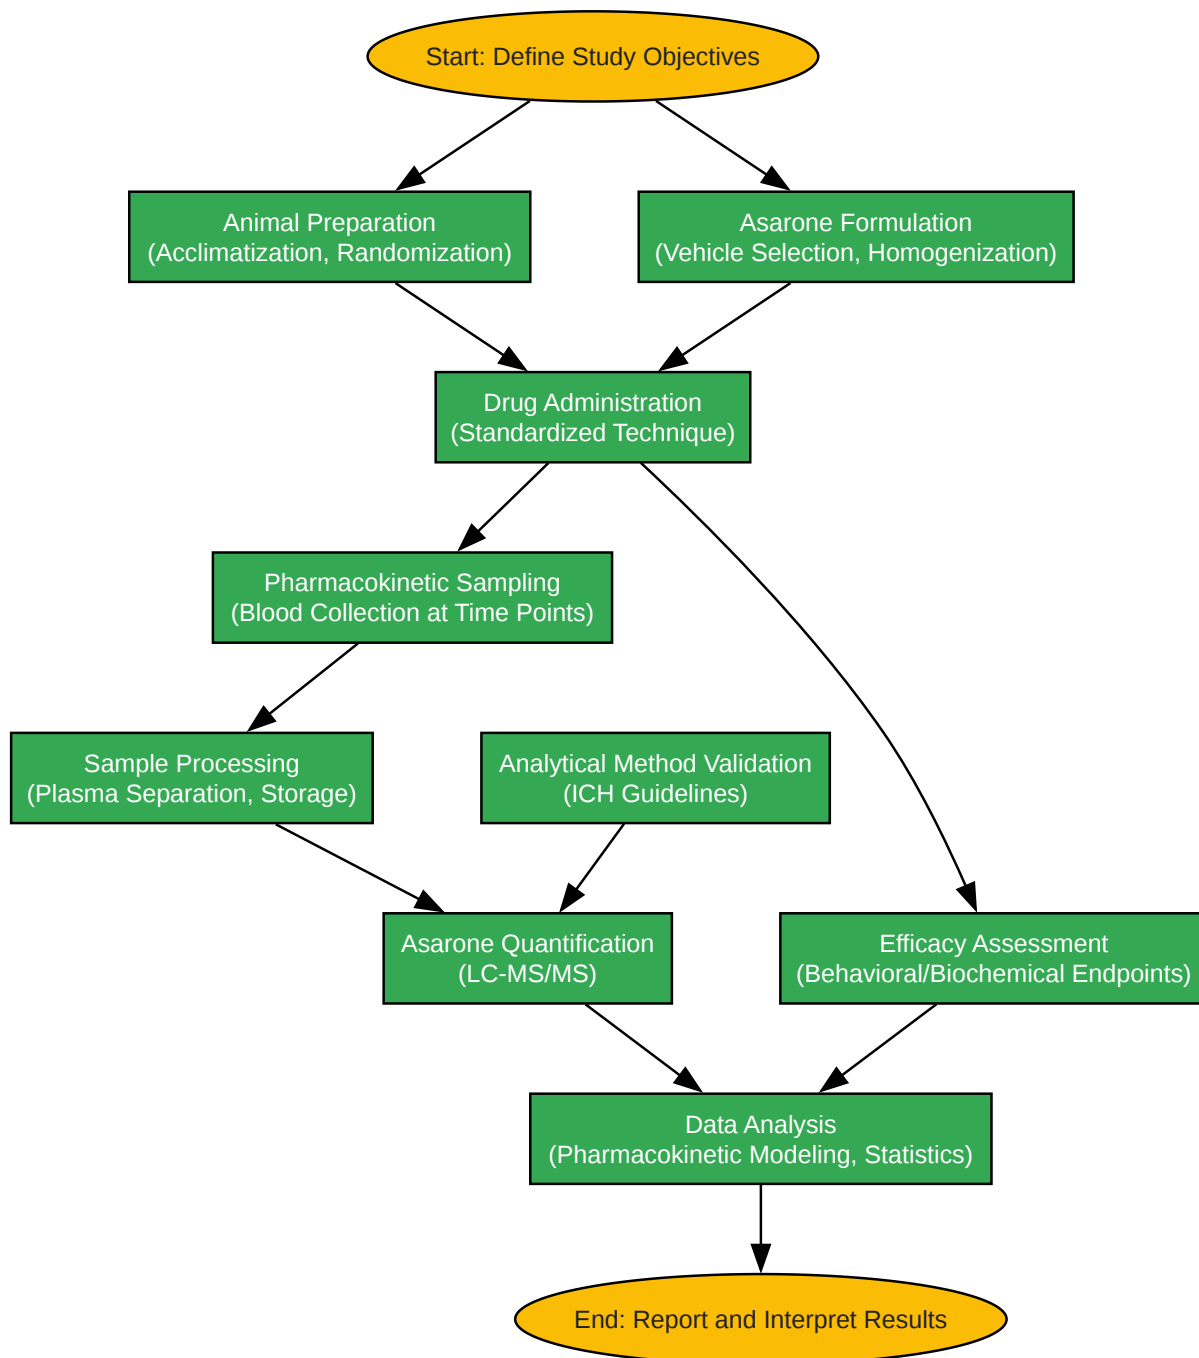 Start: Define Study Objectives
Animal Preparation
(Acclimatization, Randomization)
Asarone Formulation
(Vehicle Selection, Homogenization)
Drug Administration
(Standardized Technique)
Pharmacokinetic Sampling
(Blood Collection at Time Points)
Sample Processing
(Plasma Separation, Storage)
Analytical Method Validation
(ICH Guidelines)
Asarone Quantification
(LC-MS/MS)
Efficacy Assessment
(Behavioral/Biochemical Endpoints)
Data Analysis
(Pharmacokinetic Modeling, Statistics)
End: Report and Interpret Results